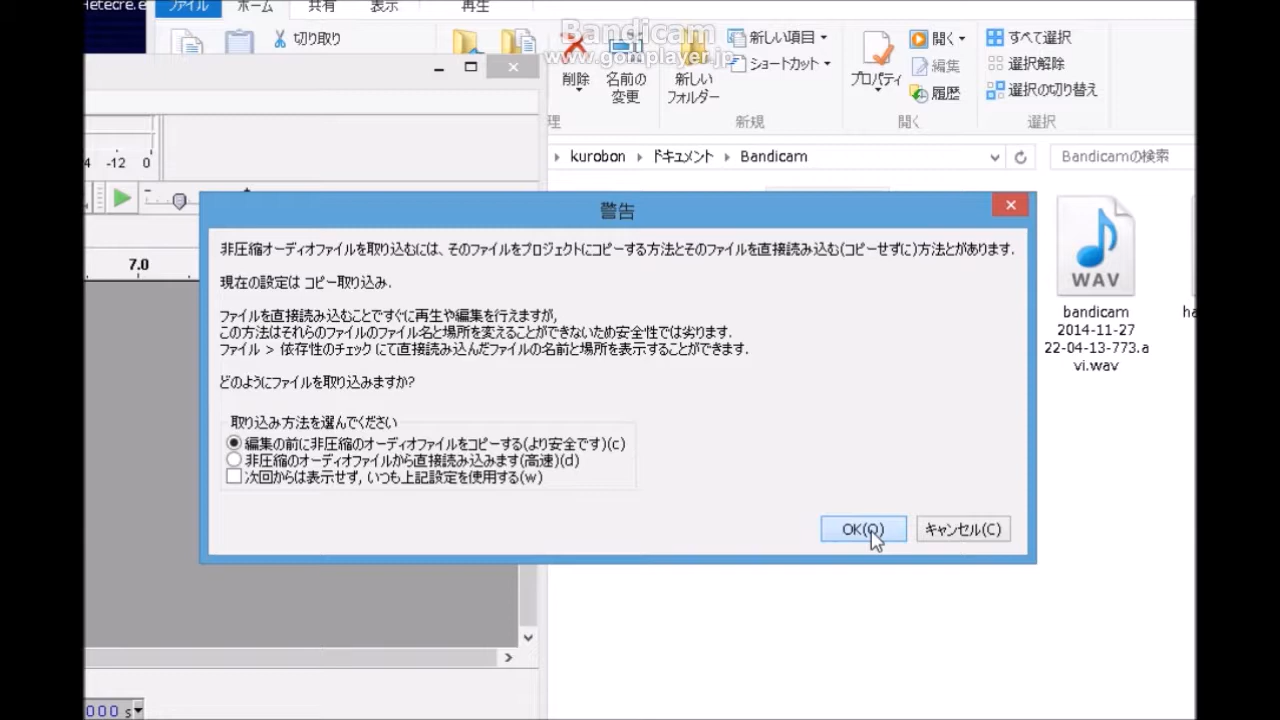 Hetecre.e
ファイル ホーム 共有 表示 再生
Bandicam
www.gomplayer.jp
切り取り
新しい項目
開く
すべて選択
ショートカット
編集
選択解除
削除
名前の
変更
新しい
フォルダー
プロパティ
履歴
選択の切り替え
理
新規
開く
選択
-12 0
kurobon ドキュメント Bandicam
Bandicamの検索
7.0
警告
非圧縮オーディオファイルを取り込むには、そのファイルをプロジェクトにコピーする方法とそのファイルを直接読み込む(コピーせずに)方法とがあります.
現在の設定は コピー取り込み.
ファイルを直接読み込むことですぐに再生や編集を行えますが,
この方法はそれらのファイルのファイル名と場所を変えることができないため安全性では劣ります.
ファイル > 依存性のチェック にて直接読み込んだファイルの名前と場所を表示することができます.
どのようにファイルを取り込みますか?
取り込み方法を選んでください
編集の前に非圧縮のオーディオファイルをコピーする(より安全です)(c)
非圧縮のオーディオファイルから直接読み込みます(高速)(d)
次回からは表示せず, いつも上記設定を使用する(w)
OK(O)
キャンセル(C)
WAV
bandicam
2014-11-27
22-04-13-773.a
vi.wav
ha
000 s